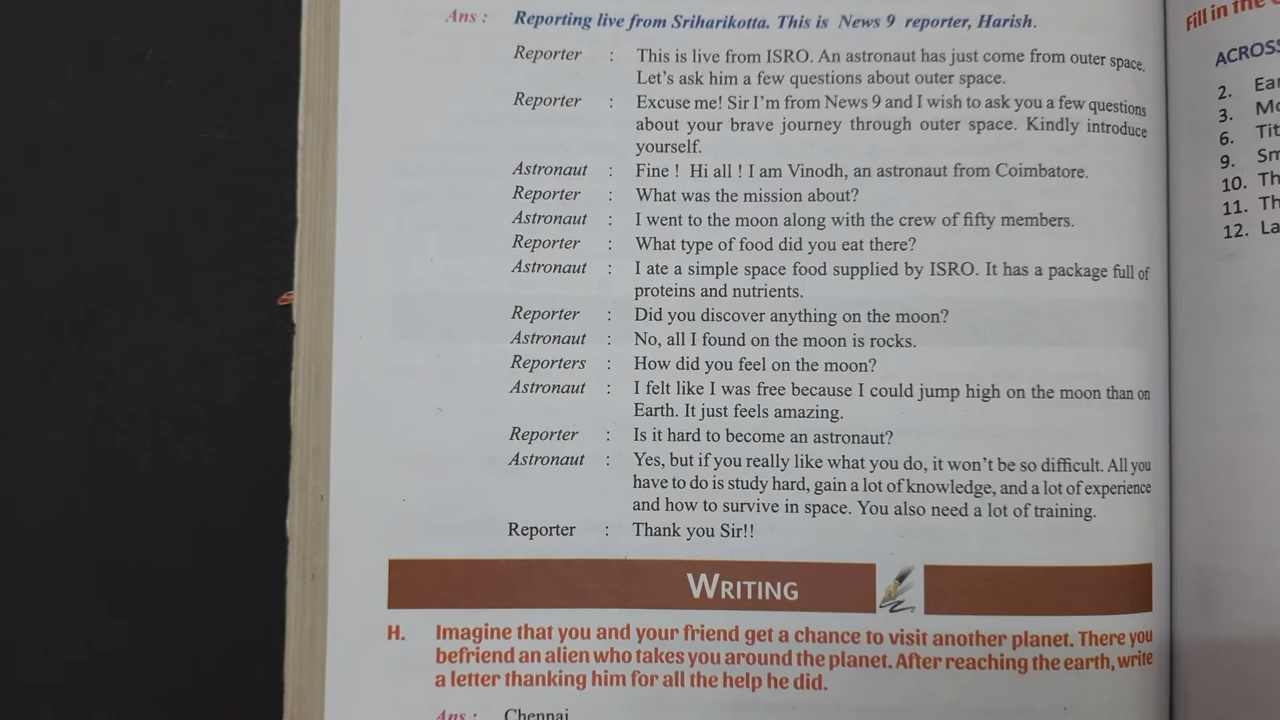 Ans : Reporting live from Sriharikotta. This is News 9 reporter, Harish.
Reporter : This is live from ISRO. An astronaut has just come from outer space.
Let's ask him a few questions about outer space.
Reporter : Excuse me! Sir I'm from News 9 and I wish to ask you a few questions
about your brave journey through outer space. Kindly introduce
yourself.
Astronaut : Fine ! Hi all ! I am Vinodh, an astronaut from Coimbatore.
Reporter : What was the mission about?
Astronaut : I went to the moon along with the crew of fifty members.
Reporter : What type of food did you eat there?
Astronaut : I ate a simple space food supplied by ISRO. It has a package full of
proteins and nutrients.
Reporter : Did you discover anything on the moon?
Astronaut : No, all I found on the moon is rocks.
Reporters : How did you feel on the moon?
Astronaut : I felt like I was free because I could jump high on the moon than on
Earth. It just feels amazing.
Reporter : Is it hard to become an astronaut?
Astronaut : Yes, but if you really like what you do, it won't be so difficult. All you
have to do is study hard, gain a lot of knowledge, and a lot of experience
and how to survive in space. You also need a lot of training.
Reporter : Thank you Sir!!
WRITING
H. Imagine that you and your friend get a chance to visit another planet. There you
befriend an alien who takes you around the planet. After reaching the earth, write
a letter thanking him for all the help he did.
Ans : Chennai
Fill in the
ACROSS
2.
3.
6.
9.
10.
11.
12.